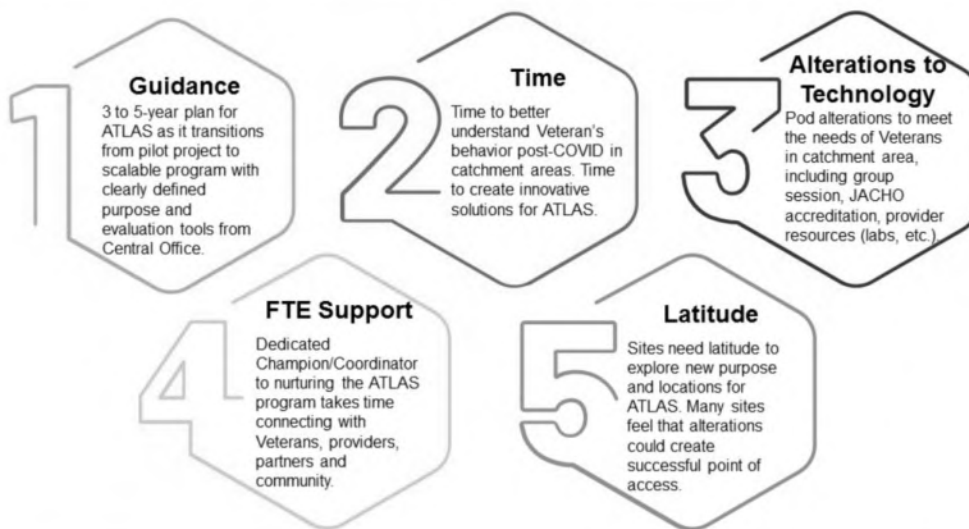 1
Guidance
3 to 5-year plan for
ATLAS as it transitions
from pilot project to
scalable program with
clearly defined
purpose and
evaluation tools from
Central Office.
2
Time
Time to better
understand Veteran's
behavior post-COVID in
catchment areas. Time
to create innovative
solutions for ATLAS.
3
Alterations to
Technology
Pod alterations to meet
the needs of Veterans
in catchment area,
including group
session, JACHO
accreditation, provider
resources (labs, etc.).
4
FTE Support
Dedicated
Champion/Coordinator
to nurturing the ATLAS
program takes time
connecting with
Veterans, providers,
partners and
community.
5
Latitude
Sites need latitude to
explore new purpose
and locations for
ATLAS. Many sites
feel that alterations
could create
successful point of
access.